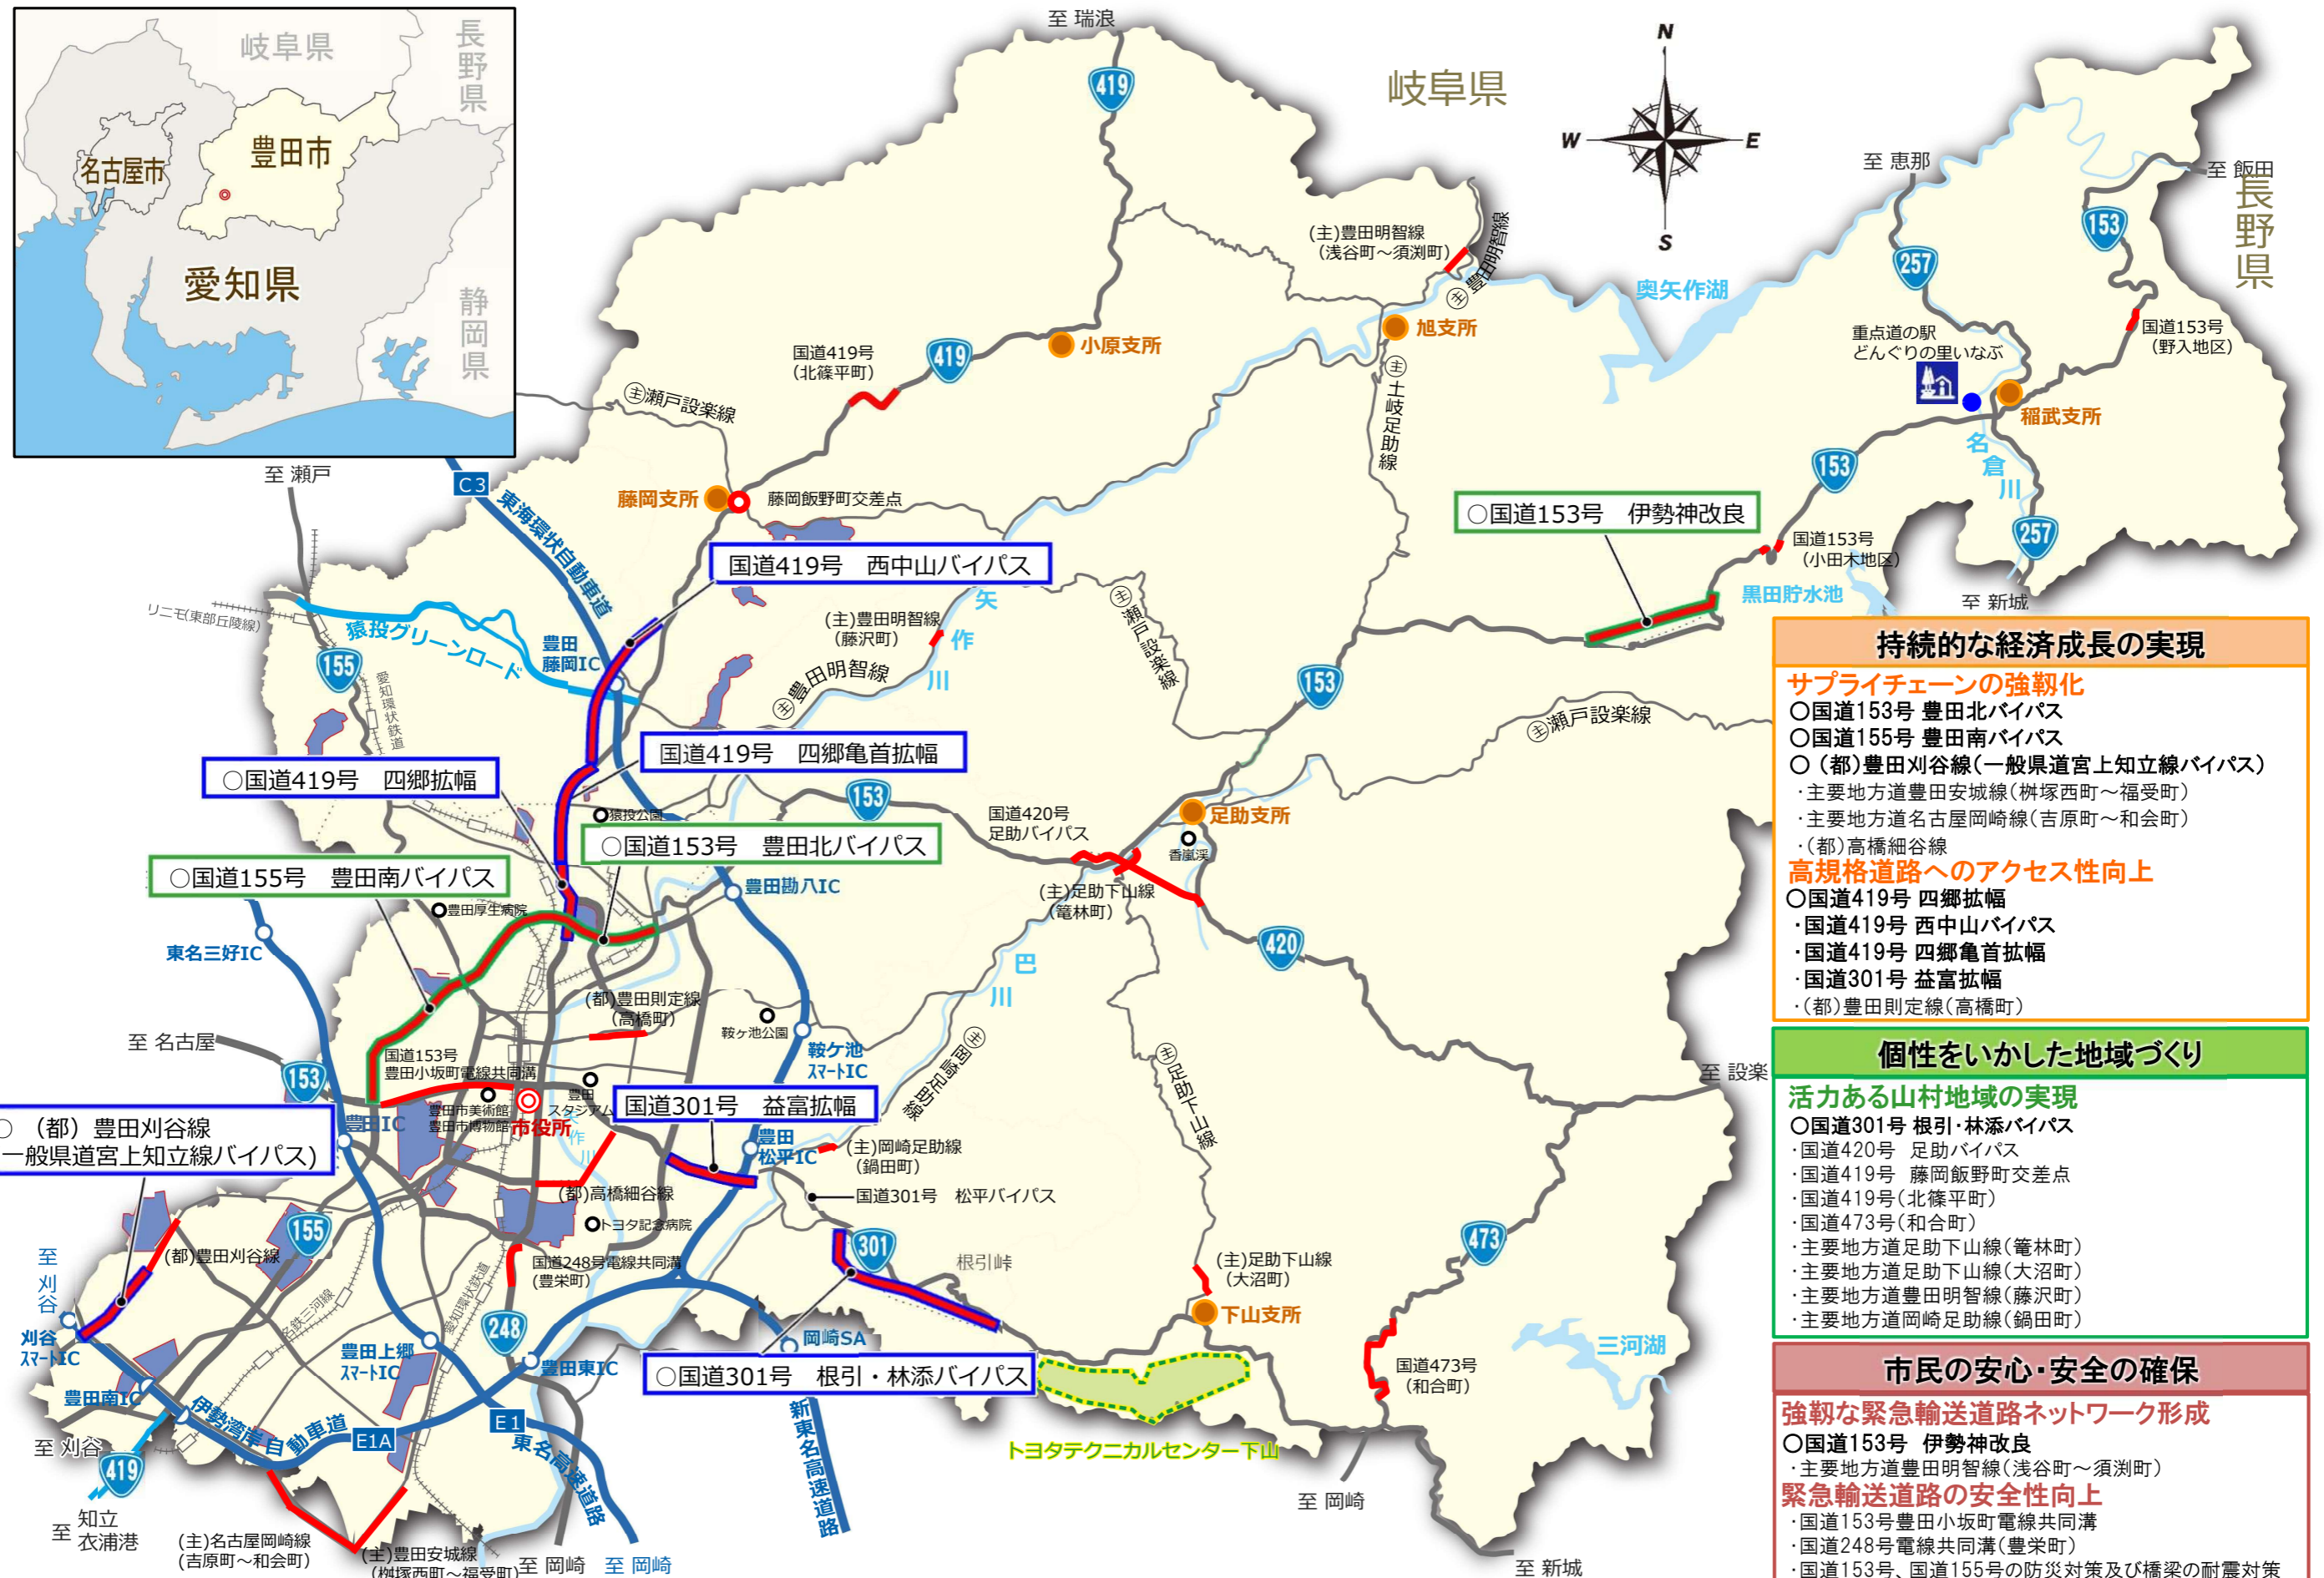 岐阜県
長野県
名古屋市
豊田市
愛知県
静岡県
至 瑞浪
419
岐阜県
N
W
E
S
至 恵那
至 飯田
長野県
153
257
(主)豊田明智線
(浅谷町～須渕町)
㊟豊田明智線
奥矢作湖
旭支所
小原支所
419
国道419号
(北篠平町)
㊟瀬戸設楽線
㊟土岐足助線
重点道の駅
どんぐりの里いなぶ
国道153号
(野入地区)
稲武支所
名倉川
153
257
至 瀬戸
C3
東海環状自動車道
藤岡支所
藤岡飯野町交差点
○国道153号 伊勢神改良
国道153号
(小田木地区)
黒田貯水池
至 新城
国道419号 西中山バイパス
リニモ(東部丘陵線)
猿投グリーンロード
155
愛知環状鉄道
豊田
藤岡IC
(主)豊田明智線
(藤沢町)
矢作川
㊟豊田明智線
㊟瀬戸設楽線
153
㊟瀬戸設楽線
国道419号 四郷亀首拡幅
○国道419号 四郷拡幅
153
猿投公園
○国道153号 豊田北バイパス
○国道155号 豊田南バイパス
国道420号
足助バイパス
足助支所
香嵐渓
(主)足助下山線
(篭林町)
豊田勘八IC
豊田厚生病院
東名三好IC
420
巴川
(都)豊田則定線
(高橋町)
鞍ケ池公園
鞍ケ池
スマートIC
至 名古屋
153
国道153号
豊田小坂町電線共同溝
豊田市美術館
豊田市博物館
市役所
豊田
スタジアム
矢作川
国道301号 益富拡幅
㊟岡崎足助線
㊟足助下山線
至 設楽
豊田IC
○ (都)豊田刈谷線
一般県道宮上知立線バイパス)
豊田
松平IC
(主)岡崎足助線
(鍋田町)
国道301号 松平バイパス
(都)高橋細谷線
トヨタ記念病院
155
(都)豊田刈谷線
至 刈谷
刈谷
スマートIC
国道248号電線共同溝
(豊栄町)
248
301
根引峠
473
(主)足助下山線
(大沼町)
下山支所
名鉄三河線
愛知環状鉄道
豊田上郷
スマートIC
岡崎SA
豊田東IC
○国道301号 根引・林添バイパス
国道473号
(和合町)
三河湖
豊田南IC
伊勢湾岸自動車道
E1A
E1
東名高速道路
新東名高速道路
トヨタテクニカルセンター下山
至 刈谷
419
至 知立
衣浦港
(主)名古屋岡崎線
(吉原町～和会町)
(主)豊田安城線
(桝塚西町～福受町)
至 岡崎
至 岡崎
至 岡崎
至 新城
持続的な経済成長の実現
サプライチェーンの強靱化
○国道153号 豊田北バイパス
○国道155号 豊田南バイパス
○ (都)豊田刈谷線(一般県道宮上知立線バイパス)
・主要地方道豊田安城線(桝塚西町～福受町)
・主要地方道名古屋岡崎線(吉原町～和会町)
・(都)高橋細谷線
高規格道路へのアクセス性向上
○国道419号 四郷拡幅
・国道419号 西中山バイパス
・国道419号 四郷亀首拡幅
・国道301号 益富拡幅
・(都)豊田則定線(高橋町)
個性をいかした地域づくり
活力ある山村地域の実現
○国道301号 根引・林添バイパス
・国道420号 足助バイパス
・国道419号 藤岡飯野町交差点
・国道419号(北篠平町)
・国道473号(和合町)
・主要地方道足助下山線(篭林町)
・主要地方道足助下山線(大沼町)
・主要地方道豊田明智線(藤沢町)
・主要地方道岡崎足助線(鍋田町)
市民の安心・安全の確保
強靱な緊急輸送道路ネットワーク形成
○国道153号 伊勢神改良
・主要地方道豊田明智線(浅谷町～須渕町)
緊急輸送道路の安全性向上
・国道153号豊田小坂町電線共同溝
・国道248号電線共同溝(豊栄町)
・国道153号、国道155号の防災対策及び橋梁の耐震対策